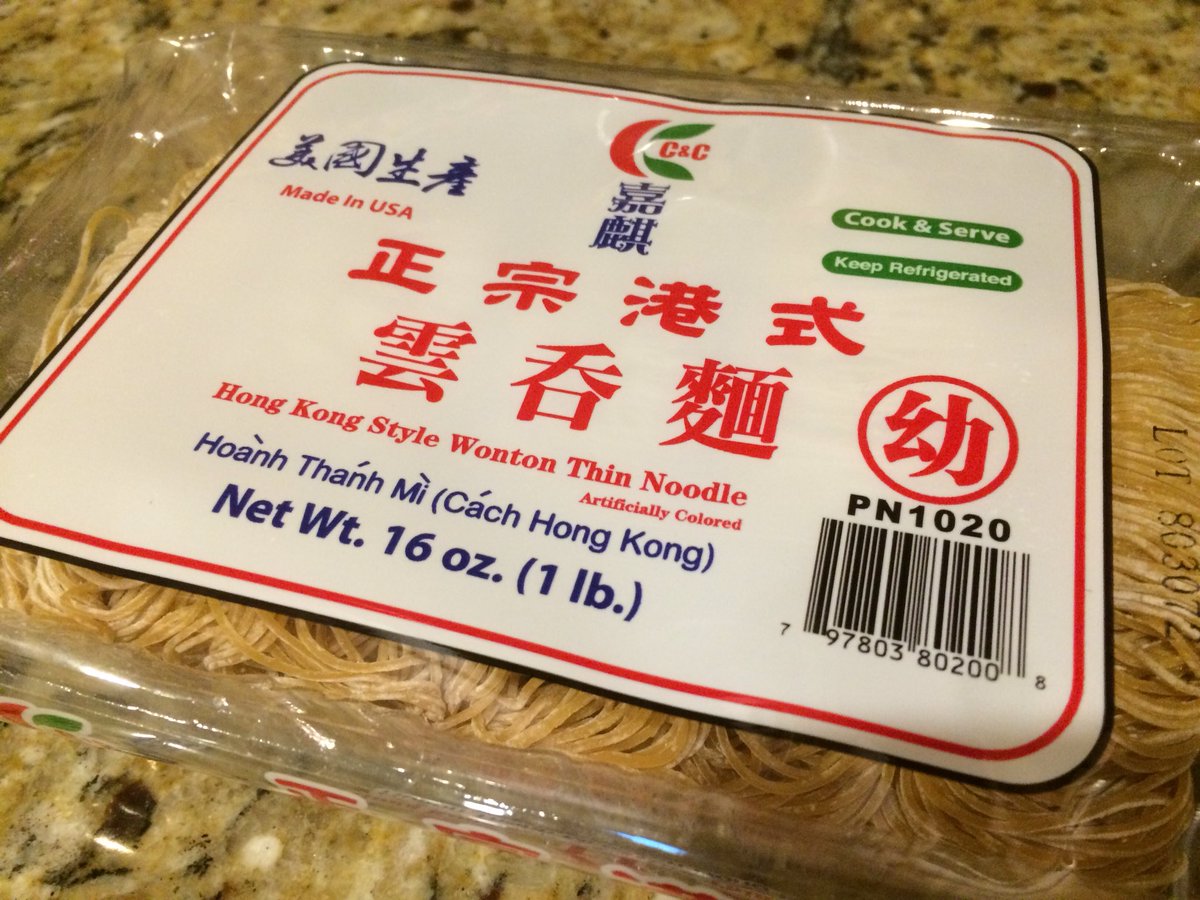 美國生產
Made In USA
C&C
嘉
麒
Cook & Serve
Keep Refrigerated
正宗港式
雲吞麵
幼
Hong Kong Style Wonton Thin Noodle
Artificially Colored
Hoành Thánh Mì (Cách Hong Kong)
Net Wt. 16 oz. (1 lb.)
PN1020
7 97803 80200 8
L01 803072